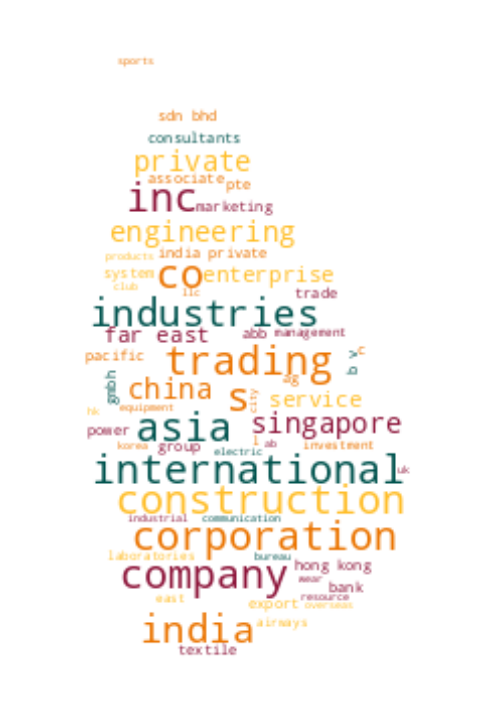 sports
sdn bhd
consultants
private
associate pte
inc marketing
engineering
products india private
system co enterprise
club llc trade
industries
far east abb management
pacific trading b v c
gmbh china ag
s city service
hk equipment
power asia l singapore
korea group ab investment
electric
international uk
construction
industrial communication
corporation
laboratories bureau
company hong kong
wear bank
east resource
export overseas
india airways
textile